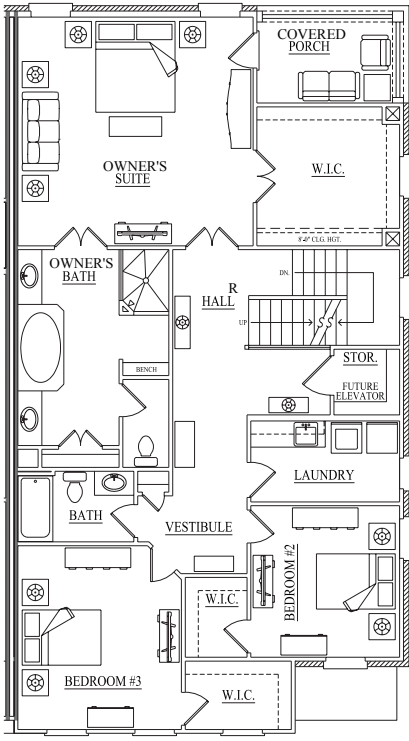 COVERED
PORCH
OWNER'S
SUITE
W.I.C.
8'-6" CLG. HGT.
OWNER'S
BATH
DN.
R
HALL
UP
STOR.
FUTURE
ELEVATOR
BENCH
LAUNDRY
BATH
VESTIBULE
BEDROOM #2
W.I.C.
BEDROOM #3
W.I.C.